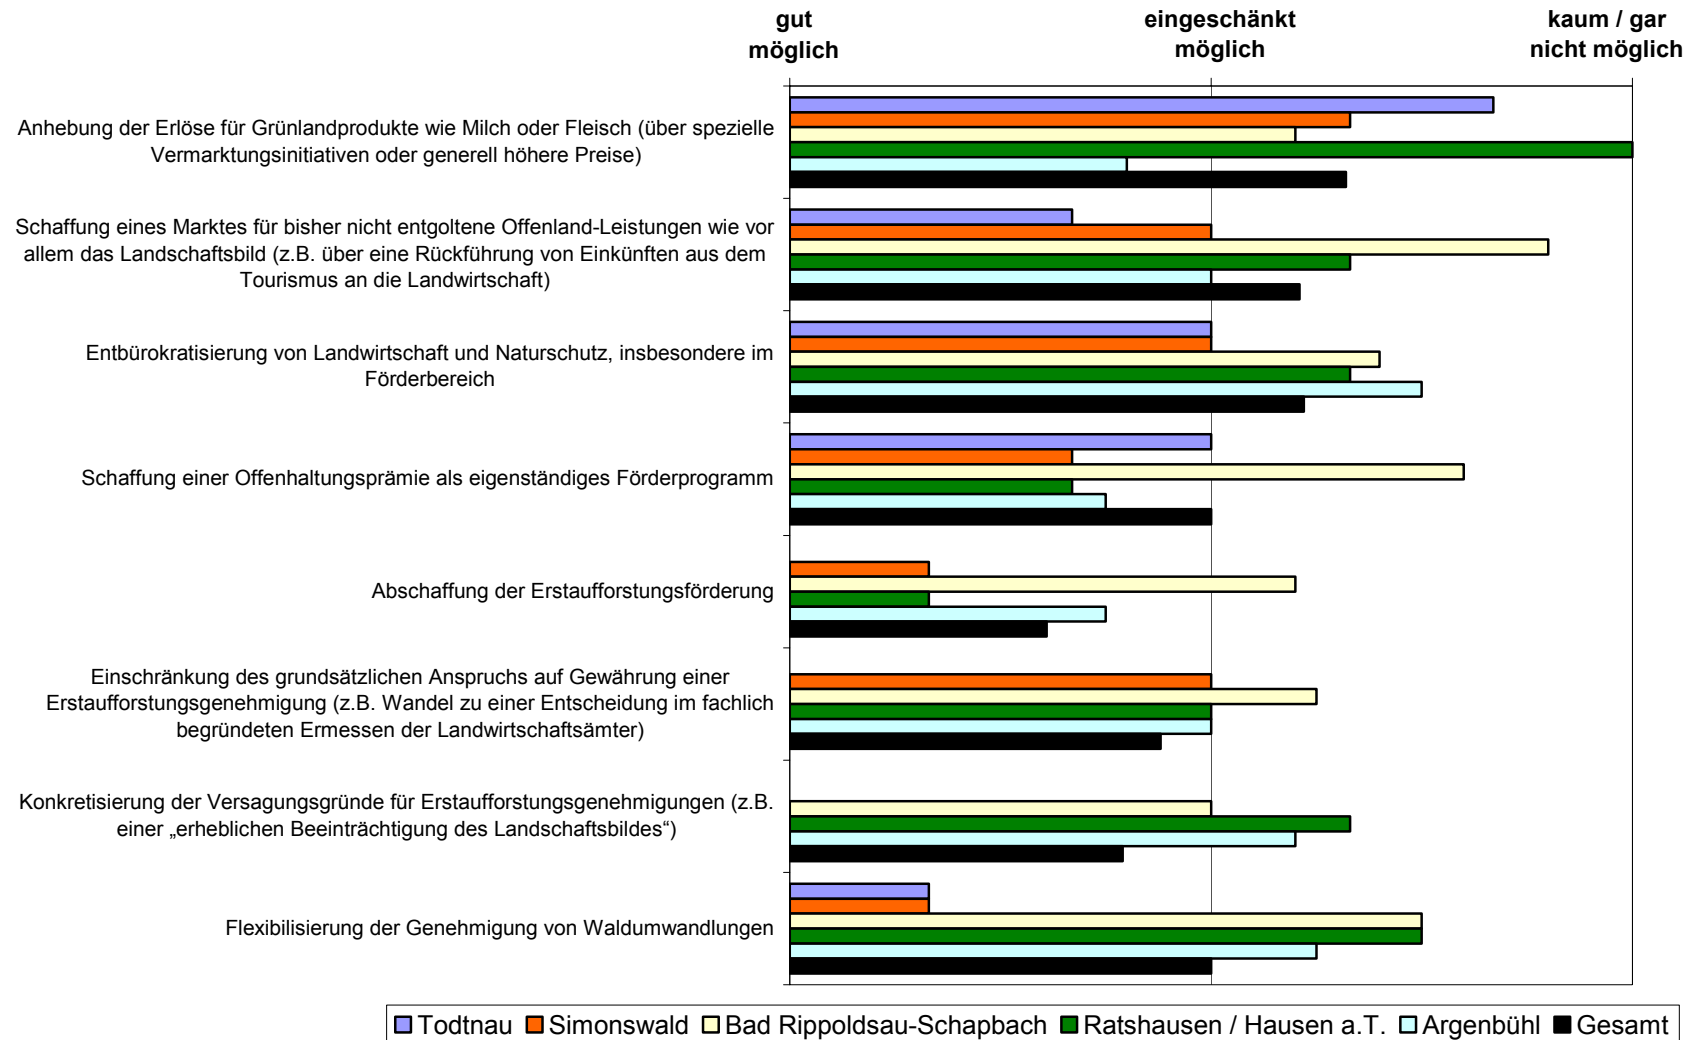 gut
möglich
eingeschänkt
möglich
kaum / gar
nicht möglich
Anhebung der Erlöse für Grünlandprodukte wie Milch oder Fleisch (über spezielle
Vermarktungsinitiativen oder generell höhere Preise)
Schaffung eines Marktes für bisher nicht entgoltene Offenland-Leistungen wie vor
allem das Landschaftsbild (z.B. über eine Rückführung von Einkünften aus dem
Tourismus an die Landwirtschaft)
Entbürokratisierung von Landwirtschaft und Naturschutz, insbesondere im
Förderbereich
Schaffung einer Offenhaltungsprämie als eigenständiges Förderprogramm
Abschaffung der Erstaufforstungsförderung
Einschränkung des grundsätzlichen Anspruchs auf Gewährung einer
Erstaufforstungsgenehmigung (z.B. Wandel zu einer Entscheidung im fachlich
begründeten Ermessen der Landwirtschaftsämter)
Konkretisierung der Versagungsgründe für Erstaufforstungsgenehmigungen (z.B.
einer „erheblichen Beeinträchtigung des Landschaftsbildes“)
Flexibilisierung der Genehmigung von Waldumwandlungen
Todtnau Simonswald Bad Rippoldsau-Schapbach Ratshausen / Hausen a.T. Argenbühl Gesamt